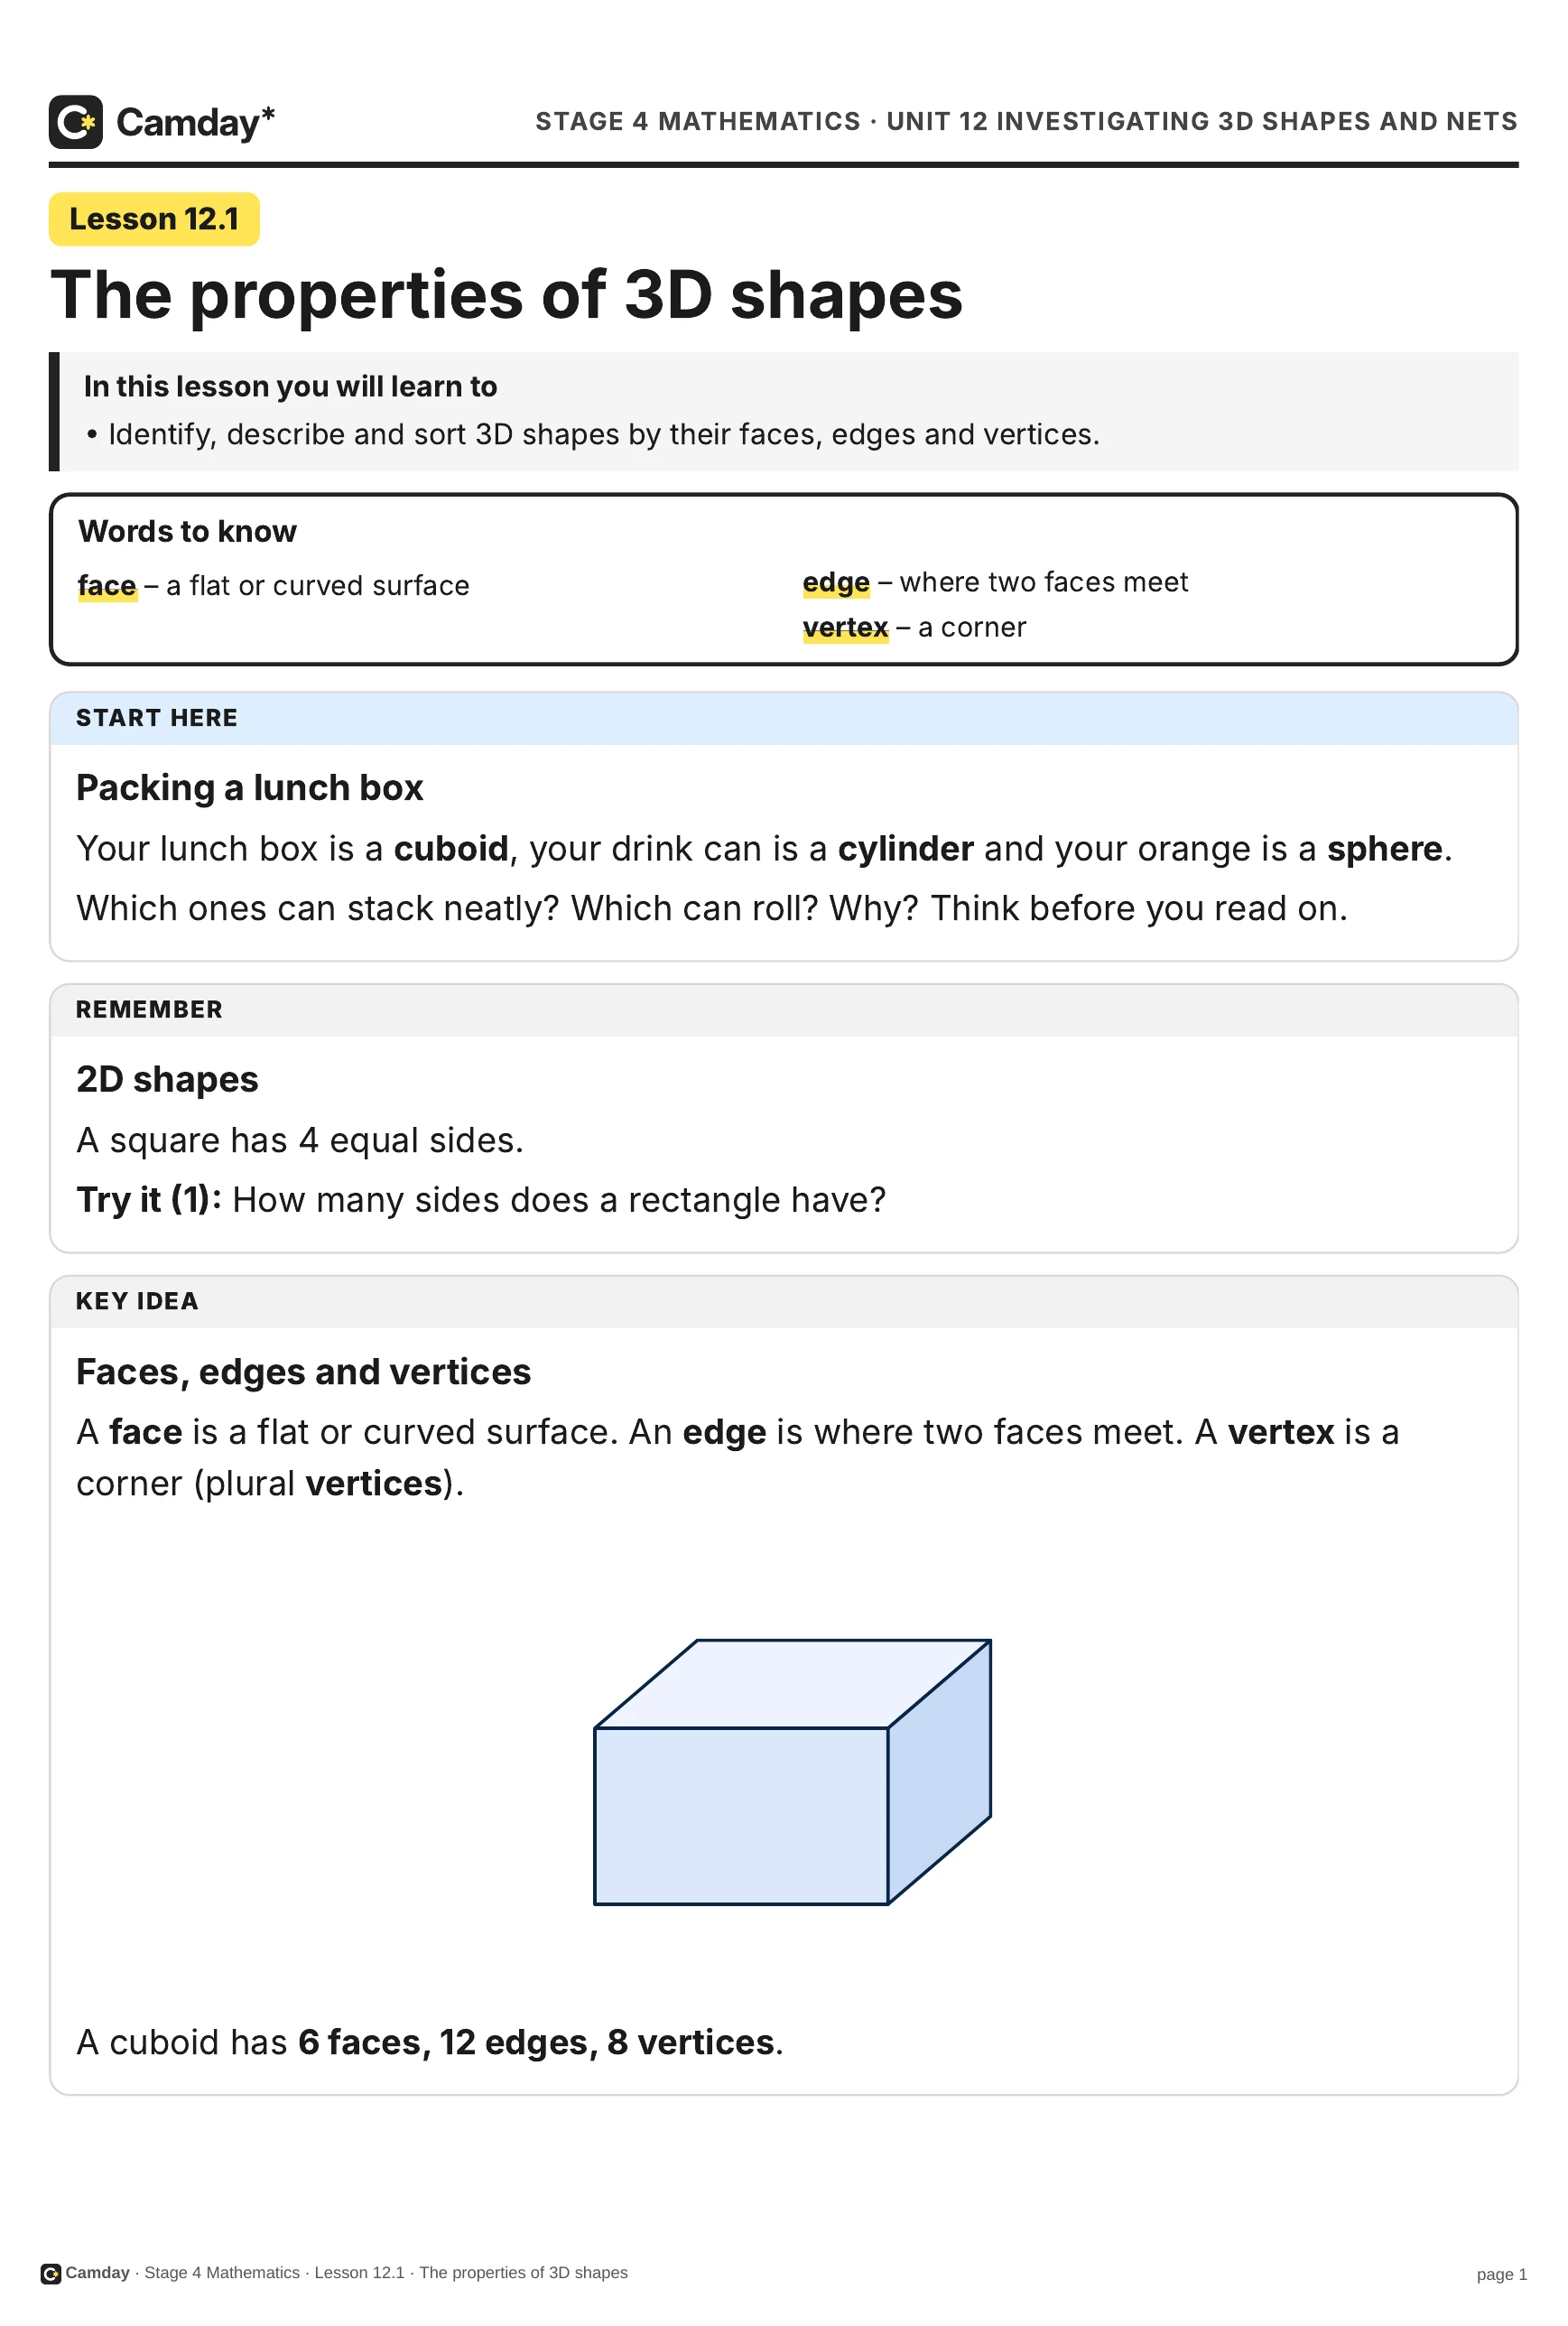 Camday*
STAGE 4 MATHEMATICS · UNIT 12 INVESTIGATING 3D SHAPES AND NETS
Lesson 12.1
The properties of 3D shapes
In this lesson you will learn to
• Identify, describe and sort 3D shapes by their faces, edges and vertices.
Words to know
face – a flat or curved surface
edge – where two faces meet
vertex – a corner
START HERE
Packing a lunch box
Your lunch box is a cuboid, your drink can is a cylinder and your orange is a sphere.
Which ones can stack neatly? Which can roll? Why? Think before you read on.
REMEMBER
2D shapes
A square has 4 equal sides.
Try it (1): How many sides does a rectangle have?
KEY IDEA
Faces, edges and vertices
A face is a flat or curved surface. An edge is where two faces meet. A vertex is a
corner (plural vertices).
A cuboid has 6 faces, 12 edges, 8 vertices.
Camday · Stage 4 Mathematics · Lesson 12.1 · The properties of 3D shapes
page 1